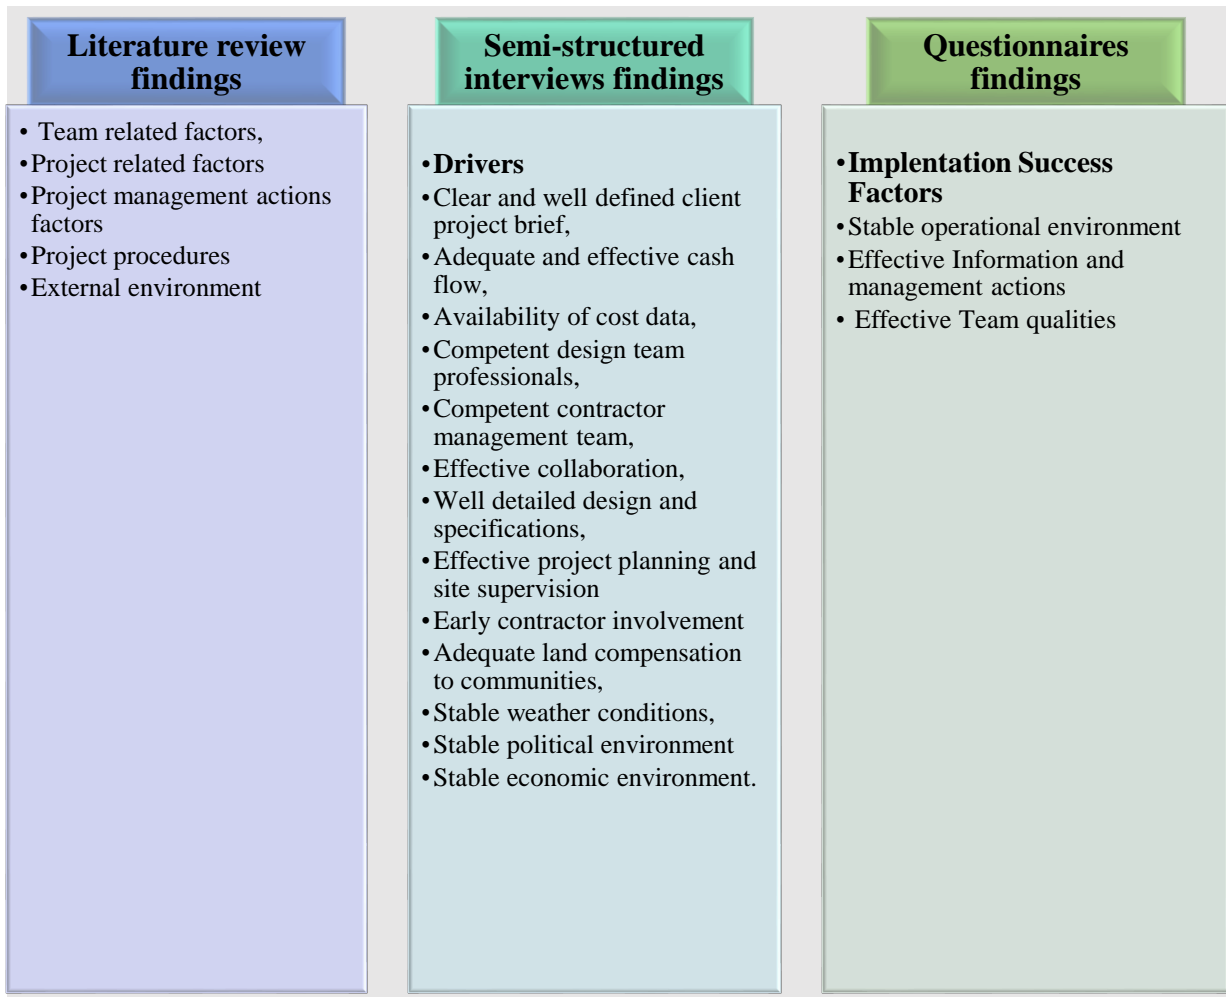 Literature review
findings
• Team related factors,
•Project related factors
•Project management actions
factors
•Project procedures
•External environment
Semi-structured
interviews findings
•Drivers
•Clear and well defined client
project brief,
•Adequate and effective cash
flow,
•Availability of cost data,
•Competent design team
professionals,
•Competent contractor
management team,
•Effective collaboration,
•Well detailed design and
specifications,
•Effective project planning and
site supervision
•Early contractor involvement
•Adequate land compensation
to communities,
•Stable weather conditions,
•Stable political environment
•Stable economic environment.
Questionnaires
findings
•Implentation Success
Factors
•Stable operational environment
•Effective Information and
management actions
• Effective Team qualities